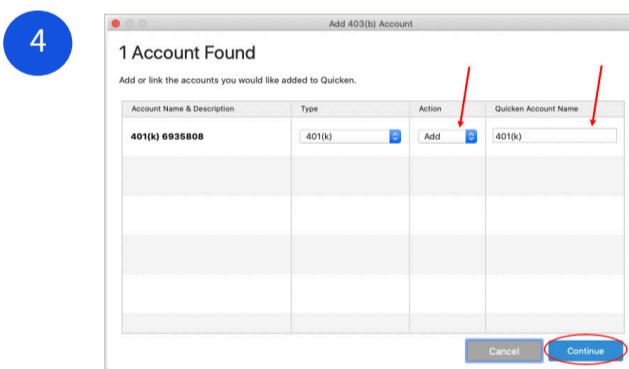 4
Add 403(b) Account
1 Account Found
Add or link the accounts you would like added to Quicken.
Account Name & Description Type Action Quicken Account Name
401(k) 6935808 401(k) Add 401(k)
Cancel Continue